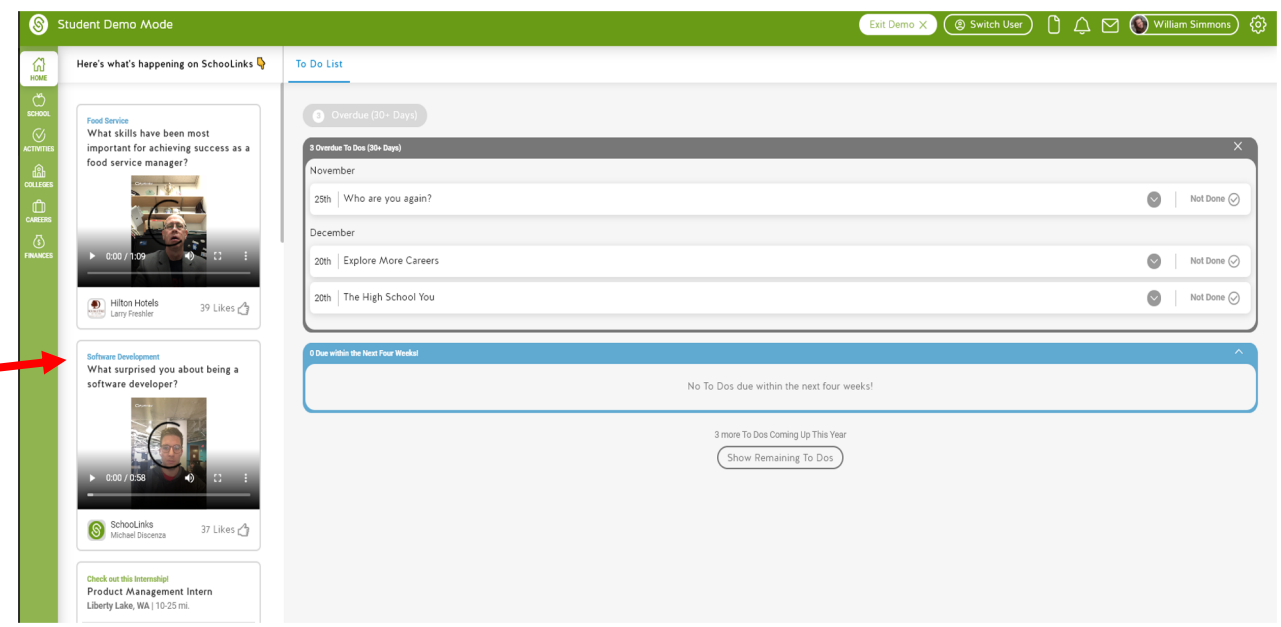 Student Demo Mode
Exit Demo X
Switch User
William Simmons
HOME
SCHOOL
ACTIVITIES
COLLEGES
CAREERS
FINANCES
Here's what's happening on SchooLinks
Food Service
What skills have been most
important for achieving success as a
food service manager?
0:00 / 1:09
Hilton Hotels
Larry Freshler
39 Likes
Software Development
What surprised you about being a
software developer?
0:00 / 0:58
SchooLinks
Michael Discenza
37 Likes
Check out this Internship!
Product Management Intern
Liberty Lake, WA | 10-25 mi.
To Do List
3 Overdue (30+ Days)
3 Overdue To Dos (30+ Days)
November
25th | Who are you again? Not Done
December
20th | Explore More Careers Not Done
20th | The High School You Not Done
0 Due within the Next Four Weeks!
No To Dos due within the next four weeks!
3 more To Dos Coming Up This Year
Show Remaining To Dos